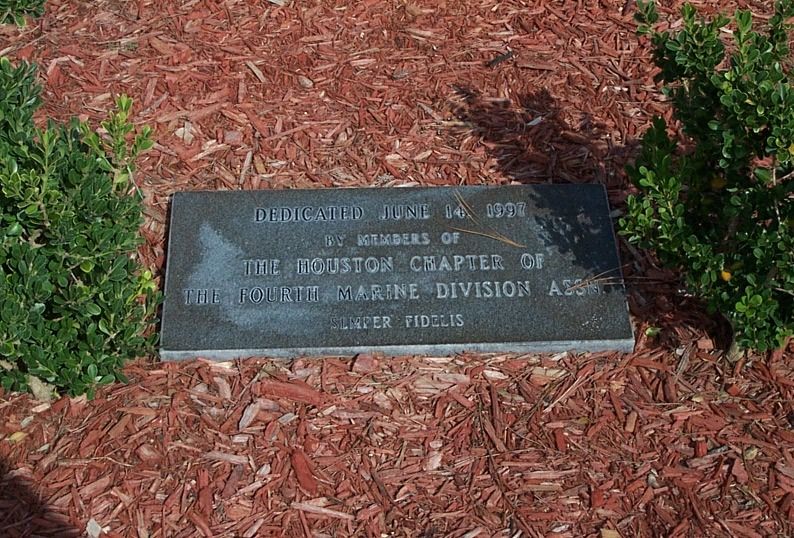 DEDICATED JUNE 14, 1997
BY MEMBERS OF
THE HOUSTON CHAPTER OF
THE FOURTH MARINE DIVISION ASSN.
SEMPER FIDELIS